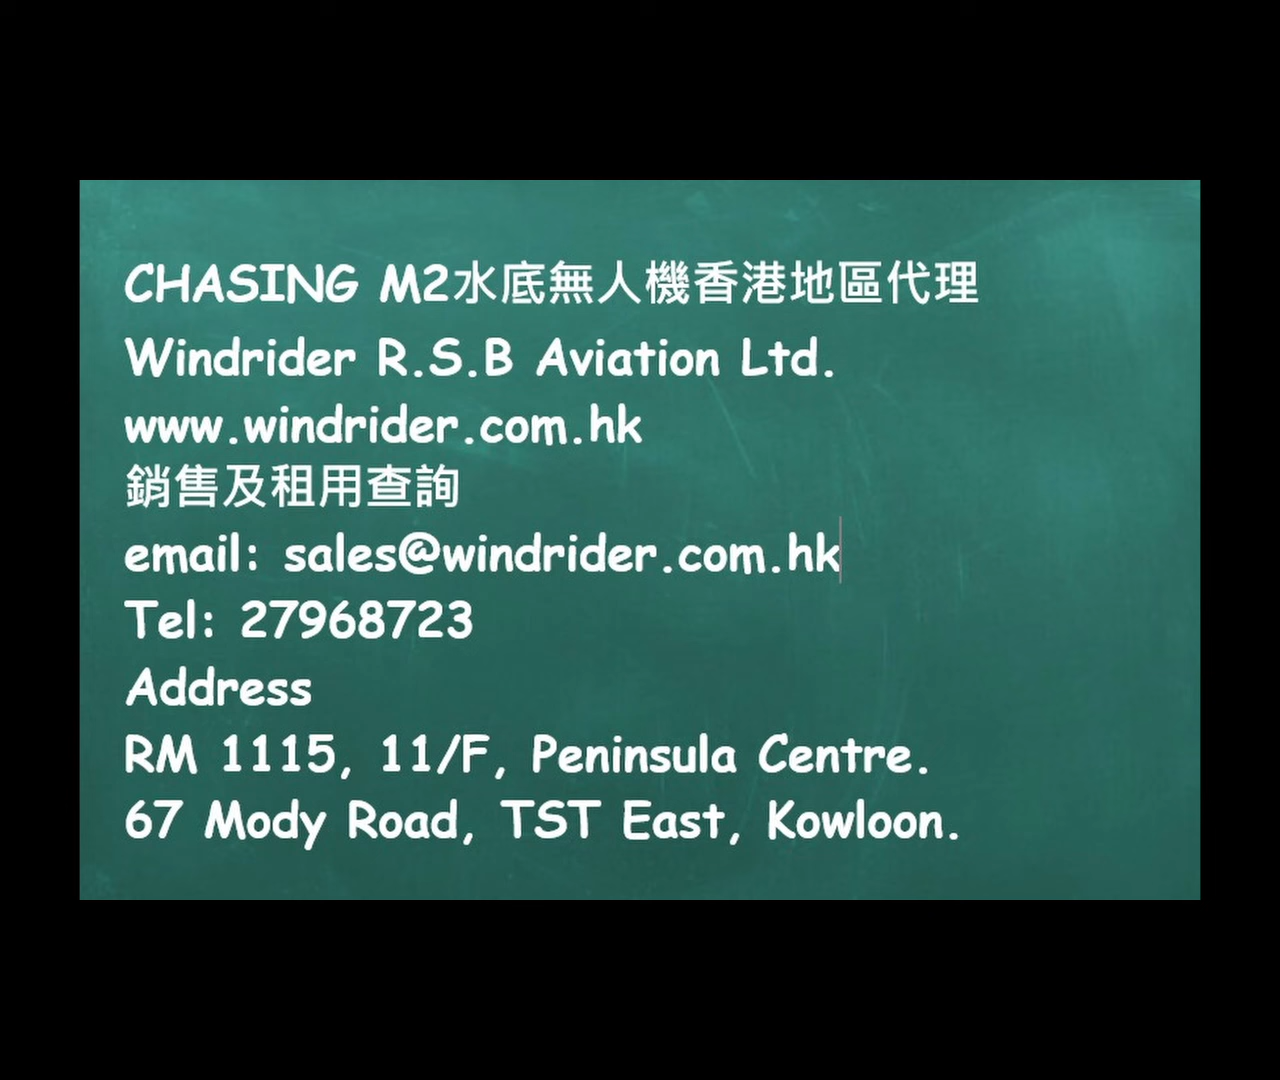 CHASING M2水底無人機香港地區代理
Windrider R.S.B Aviation Ltd.
www.windrider.com.hk
銷售及租用查詢
email: sales@windrider.com.hk
Tel: 27968723
Address
RM 1115, 11/F, Peninsula Centre.
67 Mody Road, TST East, Kowloon.